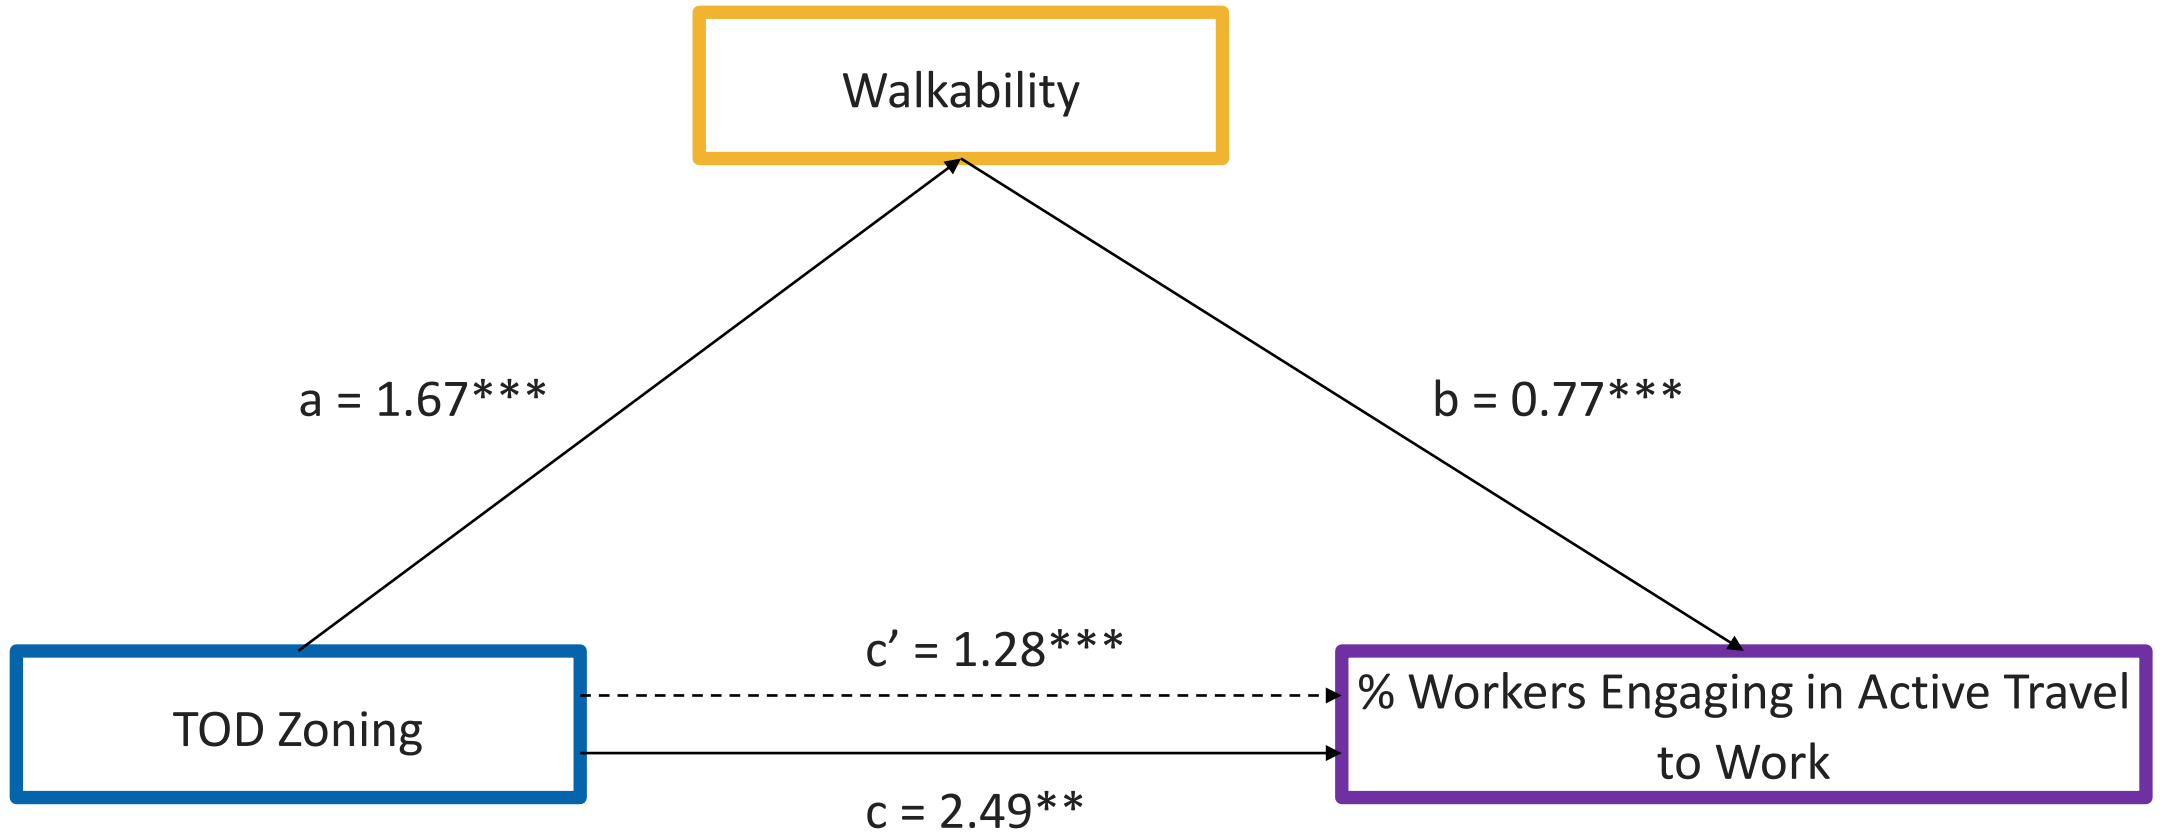 Walkability
a = 1.67***
b = 0.77***
c’ = 1.28***
TOD Zoning
% Workers Engaging in Active Travel
to Work
c = 2.49**